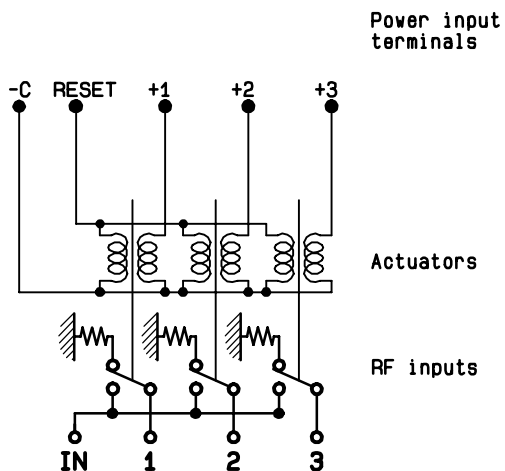 Power input
terminals
-C RESET +1 +2 +3
Actuators
RF inputs
IN 1 2 3